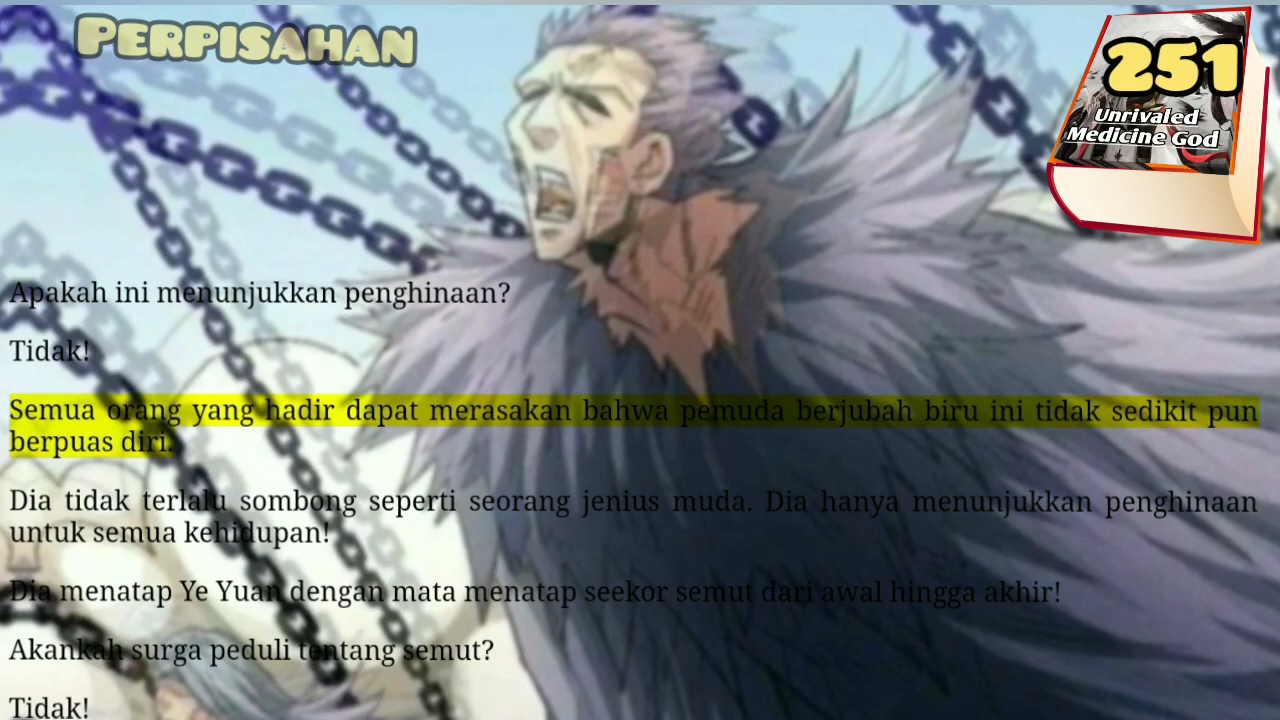 PERPISAHAN
251
Unrivaled
Medicine God
Apakah ini menunjukkan penghinaan?
Tidak!
Semua orang yang hadir dapat merasakan bahwa pemuda berjubah biru ini tidak sedikit pun
berpuas diri.
Dia tidak terlalu sombong seperti seorang jenius muda. Dia hanya menunjukkan penghinaan
untuk semua kehidupan!
Dia menatap Ye Yuan dengan mata menatap seekor semut dari awal hingga akhir!
Akankah surga peduli tentang semut?
Tidak!